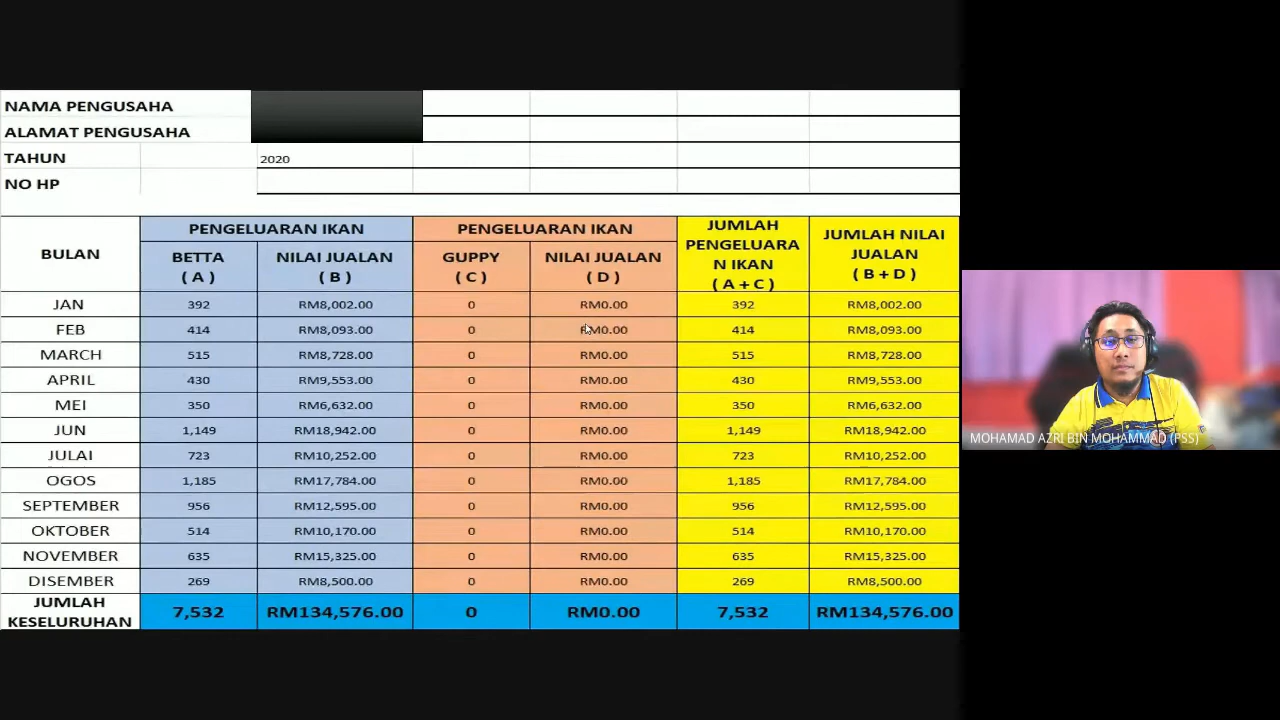 NAMA PENGUSAHA
ALAMAT PENGUSAHA
TAHUN 2020
NO HP
BULAN PENGELUARAN IKAN PENGELUARAN IKAN JUMLAH PENGELUARA N IKAN ( A + C ) JUMLAH NILAI JUALAN ( B + D )
BETTA ( A ) NILAI JUALAN ( B ) GUPPY ( C ) NILAI JUALAN ( D )
JAN 392 RM8,002.00 0 RM0.00 392 RM8,002.00
FEB 414 RM8,093.00 0 RM0.00 414 RM8,093.00
MARCH 515 RM8,728.00 0 RM0.00 515 RM8,728.00
APRIL 430 RM9,553.00 0 RM0.00 430 RM9,553.00
MEI 350 RM6,632.00 0 RM0.00 350 RM6,632.00
JUN 1,149 RM18,942.00 0 RM0.00 1,149 RM18,942.00
JULAI 723 RM10,252.00 0 RM0.00 723 RM10,252.00
OGOS 1,185 RM17,784.00 0 RM0.00 1,185 RM17,784.00
SEPTEMBER 956 RM12,595.00 0 RM0.00 956 RM12,595.00
OKTOBER 514 RM10,170.00 0 RM0.00 514 RM10,170.00
NOVEMBER 635 RM15,325.00 0 RM0.00 635 RM15,325.00
DISEMBER 269 RM8,500.00 0 RM0.00 269 RM8,500.00
JUMLAH KESELURUHAN 7,532 RM134,576.00 0 RM0.00 7,532 RM134,576.00
MOHAMAD AZRI BIN MOHAMMAD (PSS)